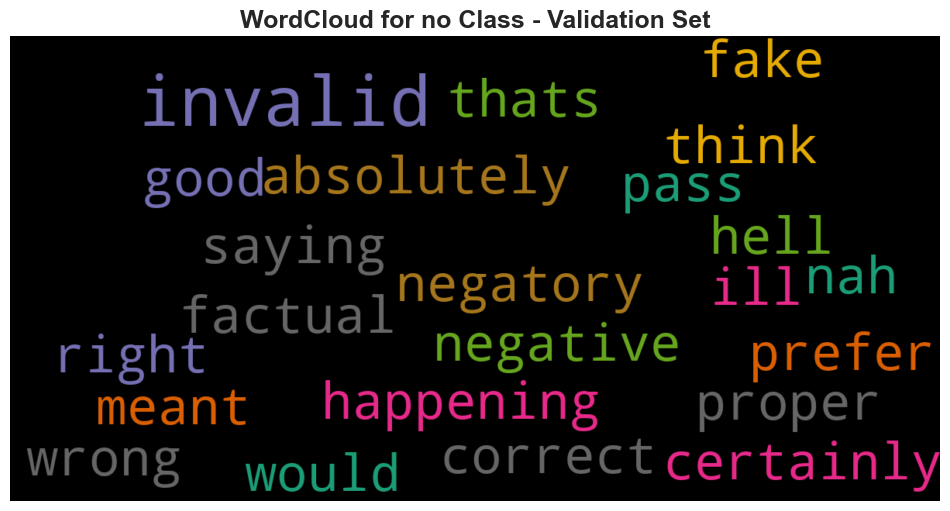 WordCloud for no Class - Validation Set
fake
invalid thats
think
good absolutely pass
saying hell
negatory ill nah
factual
right negative prefer
meant happening proper
wrong would correct certainly